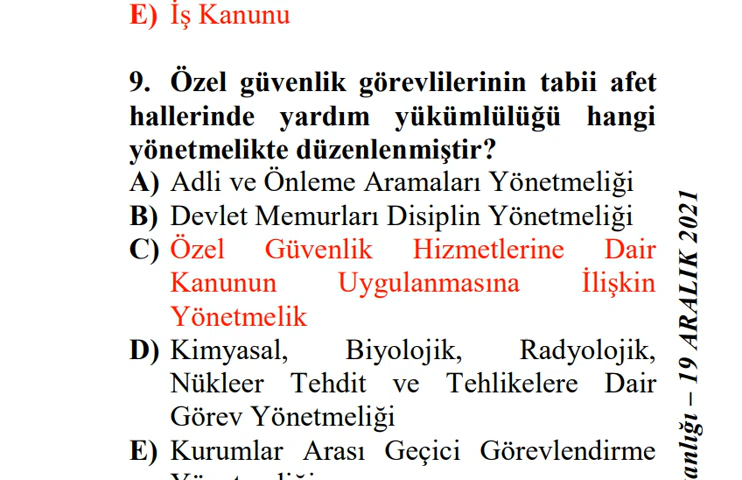 E) İş Kanunu
9. Özel güvenlik görevlilerinin tabii afet
hallerinde yardım yükümlülüğü hangi
yönetmelikte düzenlenmiştir?
A) Adli ve Önleme Aramaları Yönetmeliği
B) Devlet Memurları Disiplin Yönetmeliği
C) Özel Güvenlik Hizmetlerine Dair
Kanunun Uygulanmasına İlişkin
Yönetmelik
D) Kimyasal, Biyolojik, Radyolojik,
Nükleer Tehdit ve Tehlikelere Dair
Görev Yönetmeliği
E) Kurumlar Arası Geçici Görevlendirme
anlığı – 19 ARALIK 2021